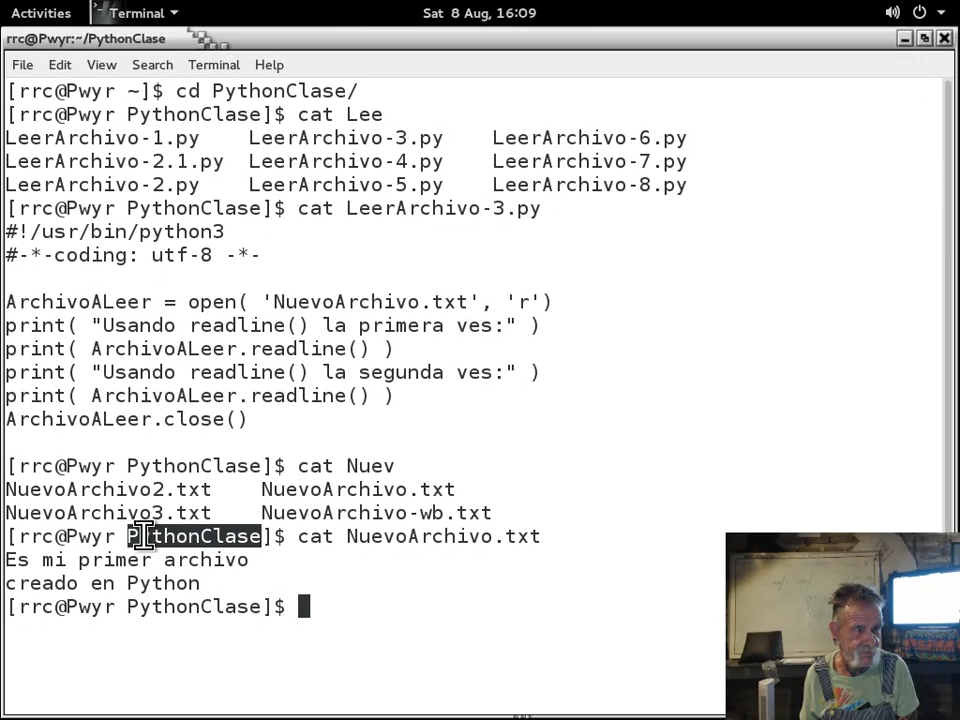 Activities Terminal Sat 8 Aug, 16:09
rrc@Pwyr:~/PythonClase
File Edit View Search Terminal Help
[rrc@Pwyr ~]$ cd PythonClase/
[rrc@Pwyr PythonClase]$ cat Lee
LeerArchivo-1.py LeerArchivo-3.py LeerArchivo-6.py
LeerArchivo-2.1.py LeerArchivo-4.py LeerArchivo-7.py
LeerArchivo-2.py LeerArchivo-5.py LeerArchivo-8.py
[rrc@Pwyr PythonClase]$ cat LeerArchivo-3.py
#!/usr/bin/python3
#-*-coding: utf-8 -*-
ArchivoALeer = open( 'NuevoArchivo.txt', 'r')
print( "Usando readline() la primera ves:" )
print( ArchivoALeer.readline() )
print( "Usando readline() la segunda ves:" )
print( ArchivoALeer.readline() )
ArchivoALeer.close()
[rrc@Pwyr PythonClase]$ cat Nuev
NuevoArchivo2.txt NuevoArchivo.txt
NuevoArchivo3.txt NuevoArchivo-wb.txt
[rrc@Pwyr PythonClase]$ cat NuevoArchivo.txt
Es mi primer archivo
creado en Python
[rrc@Pwyr PythonClase]$